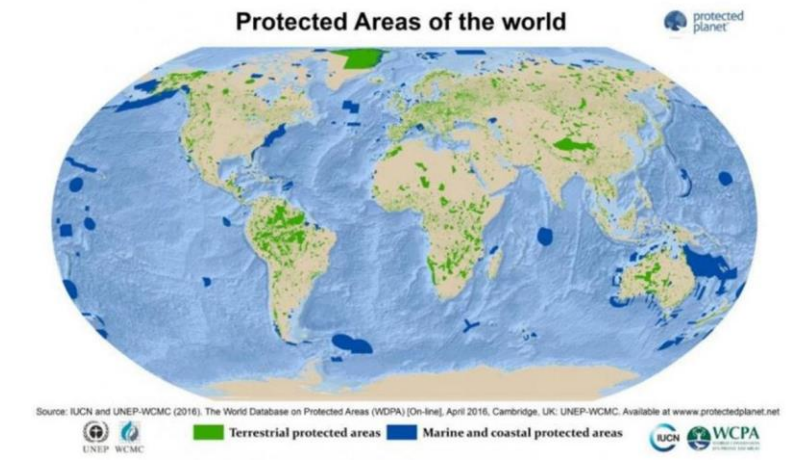 Protected Areas of the world
protected
planet
Source: IUCN and UNEP-WCMC (2016). The World Database on Protected Areas (WDPA) [On-line], April 2016, Cambridge, UK: UNEP-WCMC. Available at www.protectedplanet.net
Terrestrial protected areas
Marine and coastal protected areas
UNEP WCMC
IUCN
WCPA